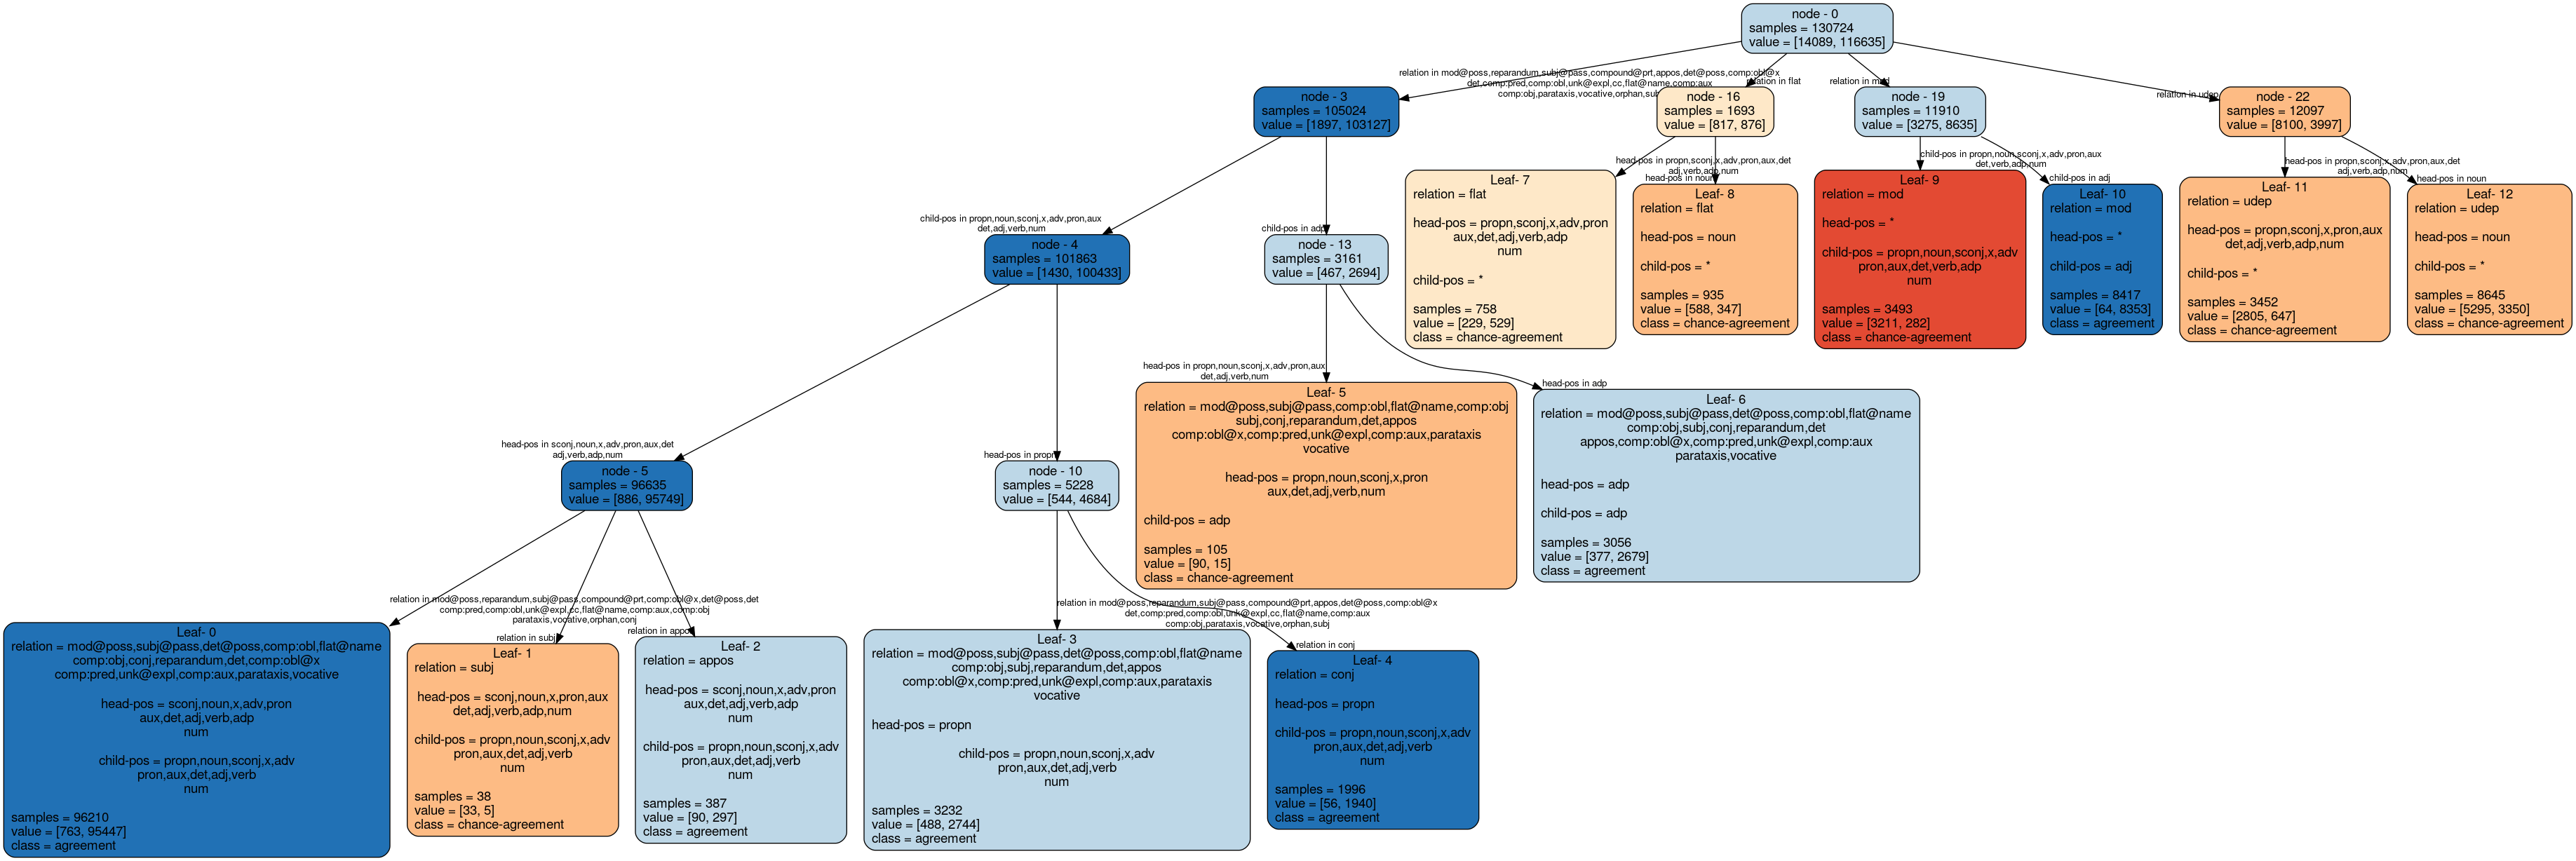 node - 0
samples = 130724
value = [14089, 116635]
relation in mod@poss,reparandum,subj@pass,compound@prt,appos,det@poss,comp:obl@x
det,comp:pred,comp:obl,unk@expl,cc,flat@name,comp:aux
comp:obj,parataxis,vocative,orphan,subj
relation in flat
relation in mod
relation in udep
node - 3
samples = 105024
value = [1897, 103127]
node - 16
samples = 1693
value = [817, 876]
node - 19
samples = 11910
value = [3275, 8635]
node - 22
samples = 12097
value = [8100, 3997]
child-pos in propn,noun,sconj,x,adv,pron,aux
det,adj,verb,num
child-pos in adp
head-pos in propn,sconj,x,adv,pron,aux,det
adj,verb,adp,num
head-pos in noun
child-pos in propn,noun,sconj,x,adv,pron,aux
det,verb,adp,num
child-pos in adj
head-pos in propn,sconj,x,adv,pron,aux,det
adj,verb,adp,num
head-pos in noun
node - 4
samples = 101863
value = [1430, 100433]
node - 13
samples = 3161
value = [467, 2694]
Leaf- 7
relation = flat
head-pos = propn,sconj,x,adv,pron
aux,det,adj,verb,adp
num
child-pos = *
samples = 758
value = [229, 529]
class = chance-agreement
Leaf- 8
relation = flat
head-pos = noun
child-pos = *
samples = 935
value = [588, 347]
class = chance-agreement
Leaf- 9
relation = mod
head-pos = *
child-pos = propn,noun,sconj,x,adv
pron,aux,det,verb,adp
num
samples = 3493
value = [3211, 282]
class = chance-agreement
Leaf- 10
relation = mod
head-pos = *
child-pos = adj
samples = 8417
value = [64, 8353]
class = agreement
Leaf- 11
relation = udep
head-pos = propn,sconj,x,pron,aux
det,adj,verb,adp,num
child-pos = *
samples = 3452
value = [2805, 647]
class = chance-agreement
Leaf- 12
relation = udep
head-pos = noun
child-pos = *
samples = 8645
value = [5295, 3350]
class = chance-agreement
head-pos in sconj,noun,x,adv,pron,aux,det
adj,verb,adp,num
head-pos in propn
head-pos in propn,noun,sconj,x,adv,pron,aux
det,adj,verb,num
head-pos in adp
node - 5
samples = 96635
value = [886, 95749]
node - 10
samples = 5228
value = [544, 4684]
Leaf- 5
relation = mod@poss,subj@pass,comp:obl,flat@name,comp:obj
subj,conj,reparandum,det,appos
comp:obl@x,comp:pred,unk@expl,comp:aux,parataxis
vocative
head-pos = propn,noun,sconj,x,pron
aux,det,adj,verb,num
child-pos = adp
samples = 105
value = [90, 15]
class = chance-agreement
Leaf- 6
relation = mod@poss,subj@pass,det@poss,comp:obl,flat@name
comp:obj,subj,conj,reparandum,det
appos,comp:obl@x,comp:pred,unk@expl,comp:aux
parataxis,vocative
head-pos = adp
child-pos = adp
samples = 3056
value = [377, 2679]
class = agreement
relation in mod@poss,reparandum,subj@pass,compound@prt,comp:obl@x,det@poss,det
comp:pred,comp:obl,unk@expl,cc,flat@name,comp:aux,comp:obj
parataxis,vocative,orphan,conj
relation in subj
relation in appos
relation in mod@poss,reparandum,subj@pass,compound@prt,appos,det@poss,comp:obl@x
det,comp:pred,comp:obl,unk@expl,cc,flat@name,comp:aux
comp:obj,parataxis,vocative,orphan,subj
relation in conj
Leaf- 0
relation = mod@poss,subj@pass,det@poss,comp:obl,flat@name
comp:obj,conj,reparandum,det,comp:obl@x
comp:pred,unk@expl,comp:aux,parataxis,vocative
head-pos = sconj,noun,x,adv,pron
aux,det,adj,verb,adp
num
child-pos = propn,noun,sconj,x,adv
pron,aux,det,adj,verb
num
samples = 96210
value = [763, 95447]
class = agreement
Leaf- 1
relation = subj
head-pos = sconj,noun,x,pron,aux
det,adj,verb,adp,num
child-pos = propn,noun,sconj,x,adv
pron,aux,det,adj,verb
num
samples = 38
value = [33, 5]
class = chance-agreement
Leaf- 2
relation = appos
head-pos = sconj,noun,x,adv,pron
aux,det,adj,verb,adp
num
child-pos = propn,noun,sconj,x,adv
pron,aux,det,adj,verb
num
samples = 387
value = [90, 297]
class = agreement
Leaf- 3
relation = mod@poss,subj@pass,det@poss,comp:obl,flat@name
comp:obj,subj,reparandum,det,appos
comp:obl@x,comp:pred,unk@expl,comp:aux,parataxis
vocative
head-pos = propn
child-pos = propn,noun,sconj,x,adv
pron,aux,det,adj,verb
num
samples = 3232
value = [488, 2744]
class = agreement
Leaf- 4
relation = conj
head-pos = propn
child-pos = propn,noun,sconj,x,adv
pron,aux,det,adj,verb
num
samples = 1996
value = [56, 1940]
class = agreement